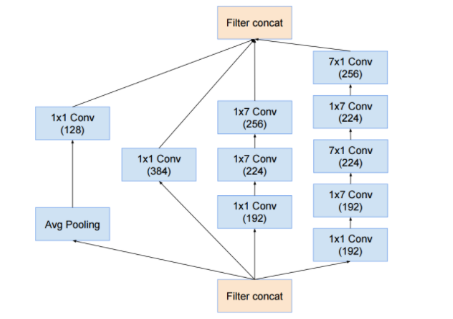 Filter concat
7x1 Conv
(256)
1x1 Conv
(128)
1x7 Conv
(256)
1x7 Conv
(224)
1x1 Conv
(384)
1x7 Conv
(224)
7x1 Conv
(224)
1x1 Conv
(192)
1x7 Conv
(192)
Avg Pooling
1x1 Conv
(192)
Filter concat